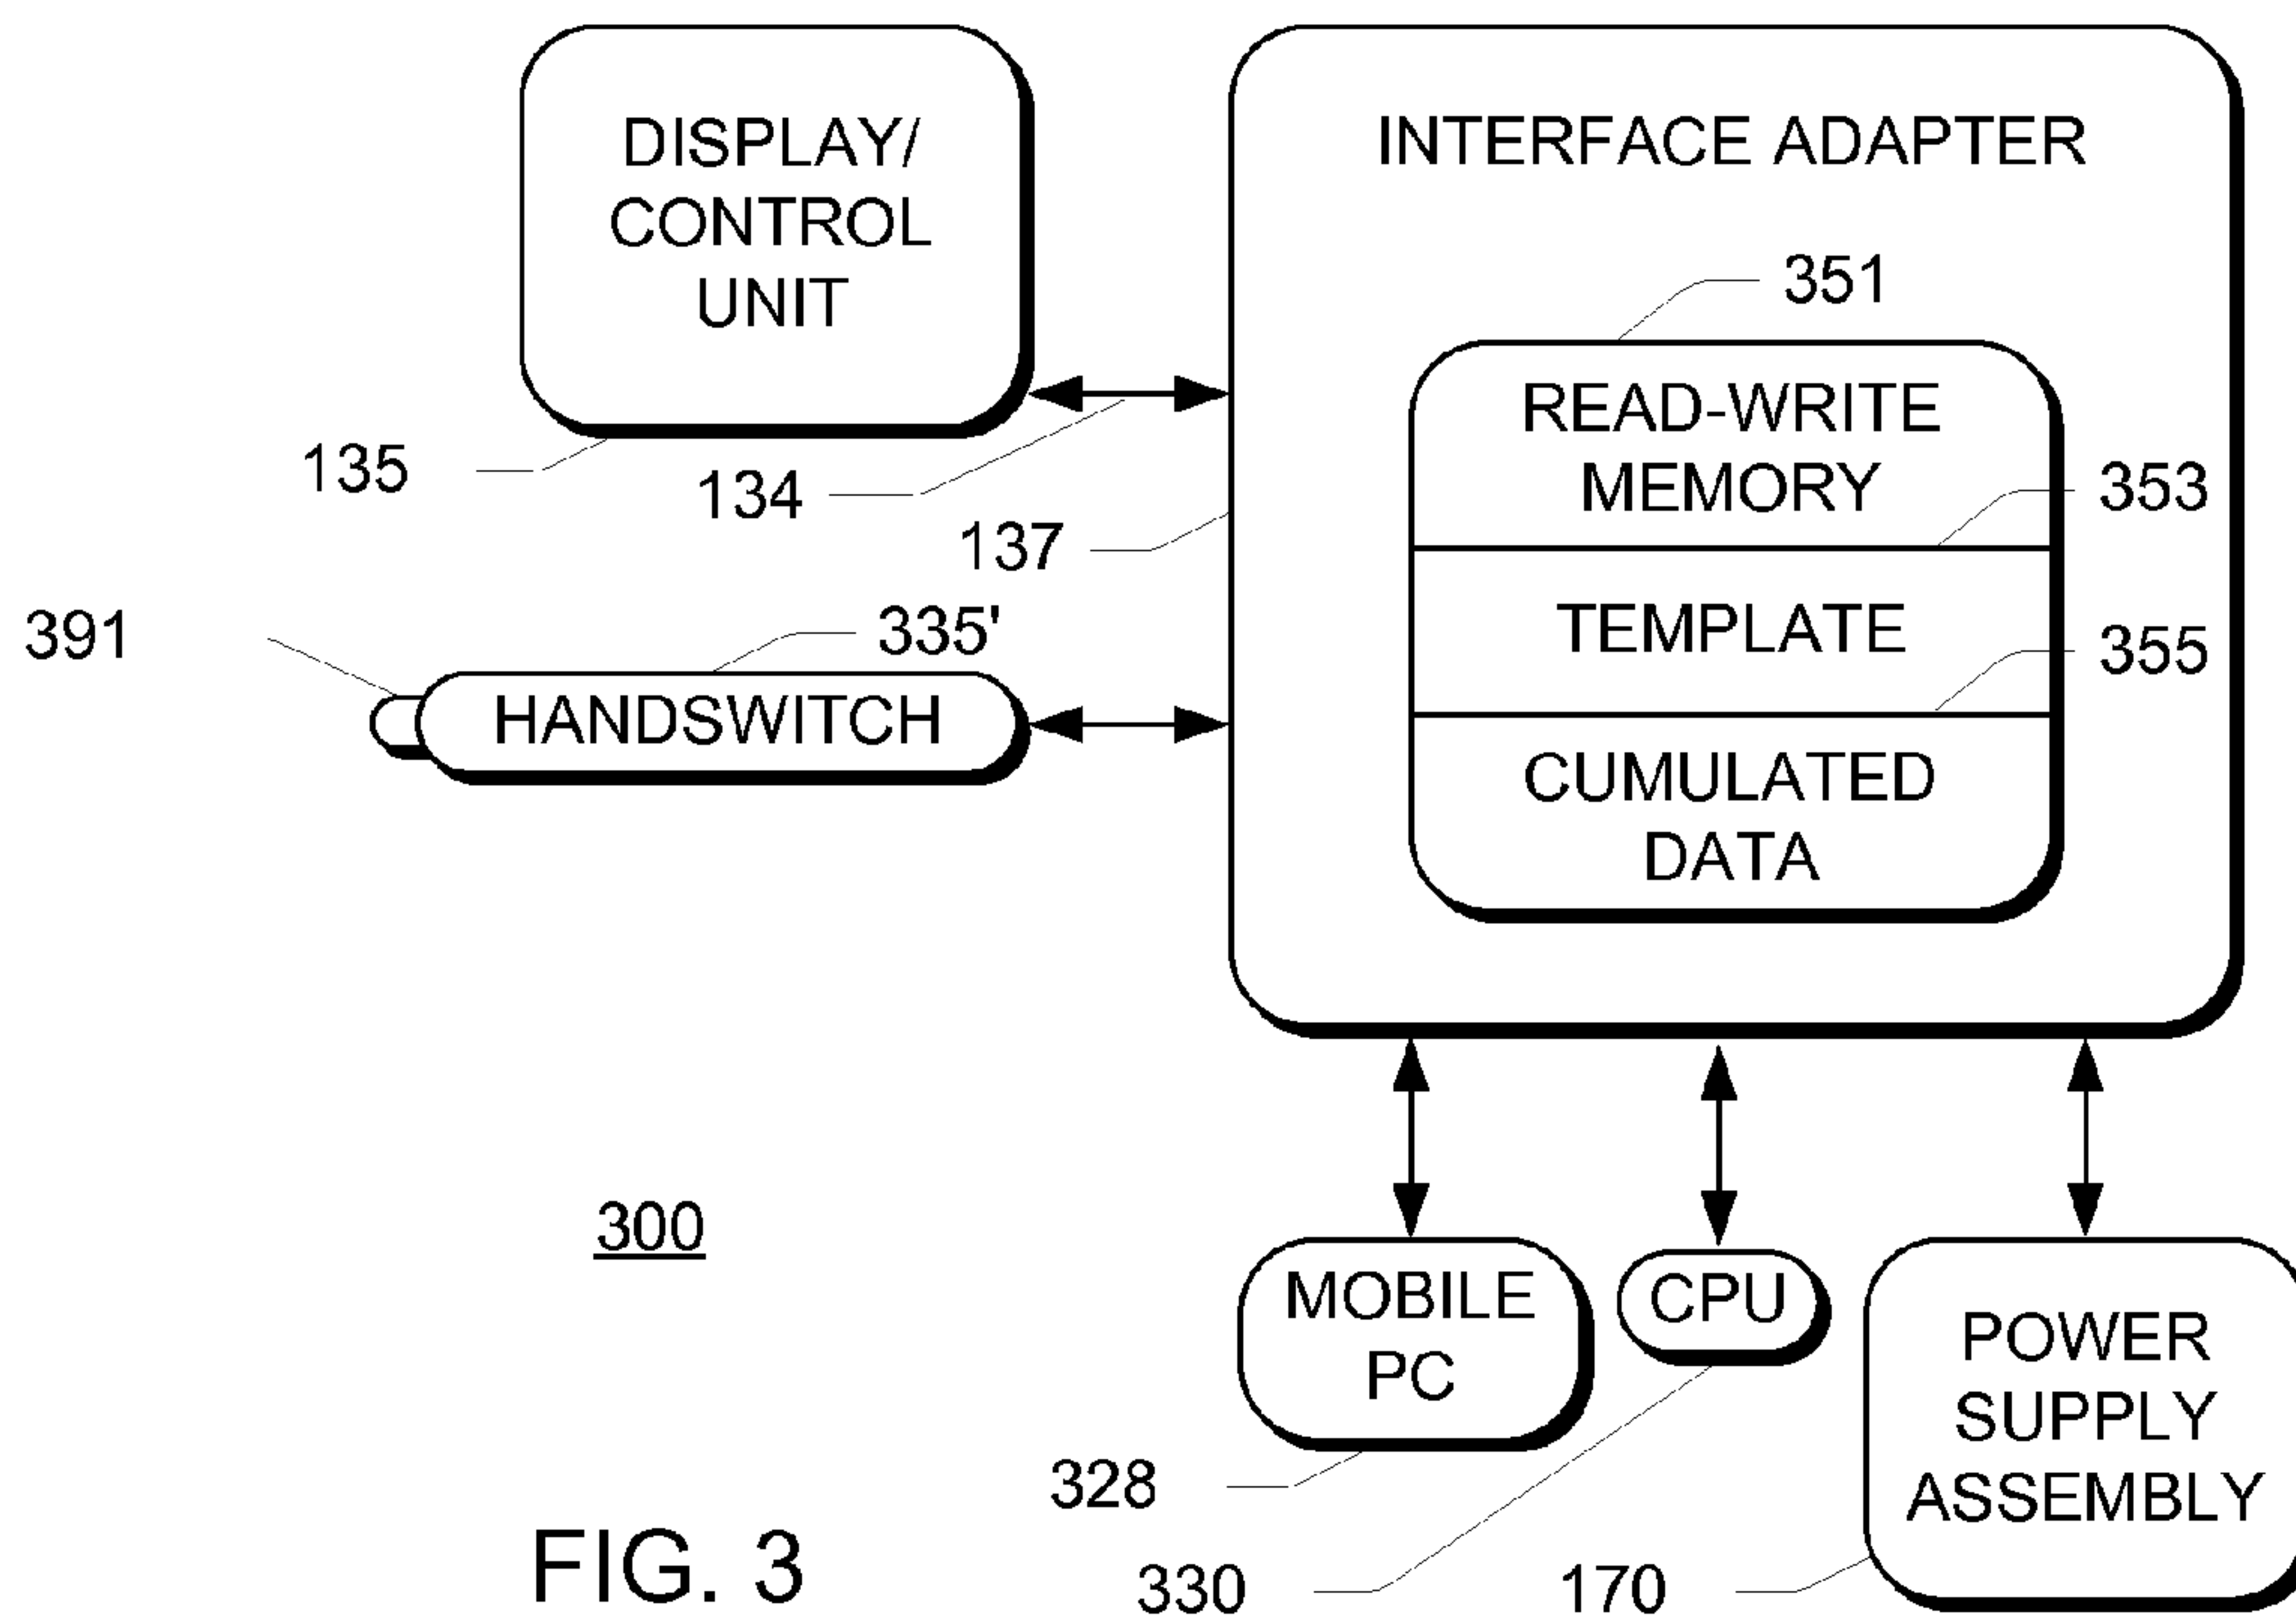 DISPLAY/
CONTROL
UNIT
INTERFACE ADAPTER
351
READ-WRITE
MEMORY
135
134
353
137
TEMPLATE
391
335'
355
HANDSWITCH
CUMULATED
DATA
300
MOBILE
PC
CPU
POWER
SUPPLY
ASSEMBLY
328
FIG. 3
330
170